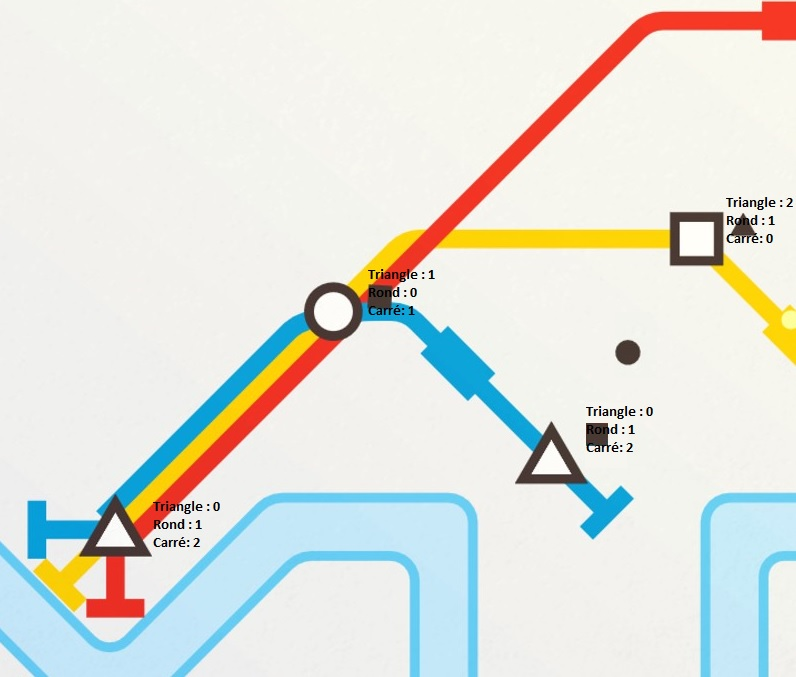 Triangle : 2
Rond : 1
Carré: 0
Triangle : 1
Rond : 0
Carré: 1
Triangle : 0
Rond : 1
Carré: 2
Triangle : 0
Rond : 1
Carré: 2